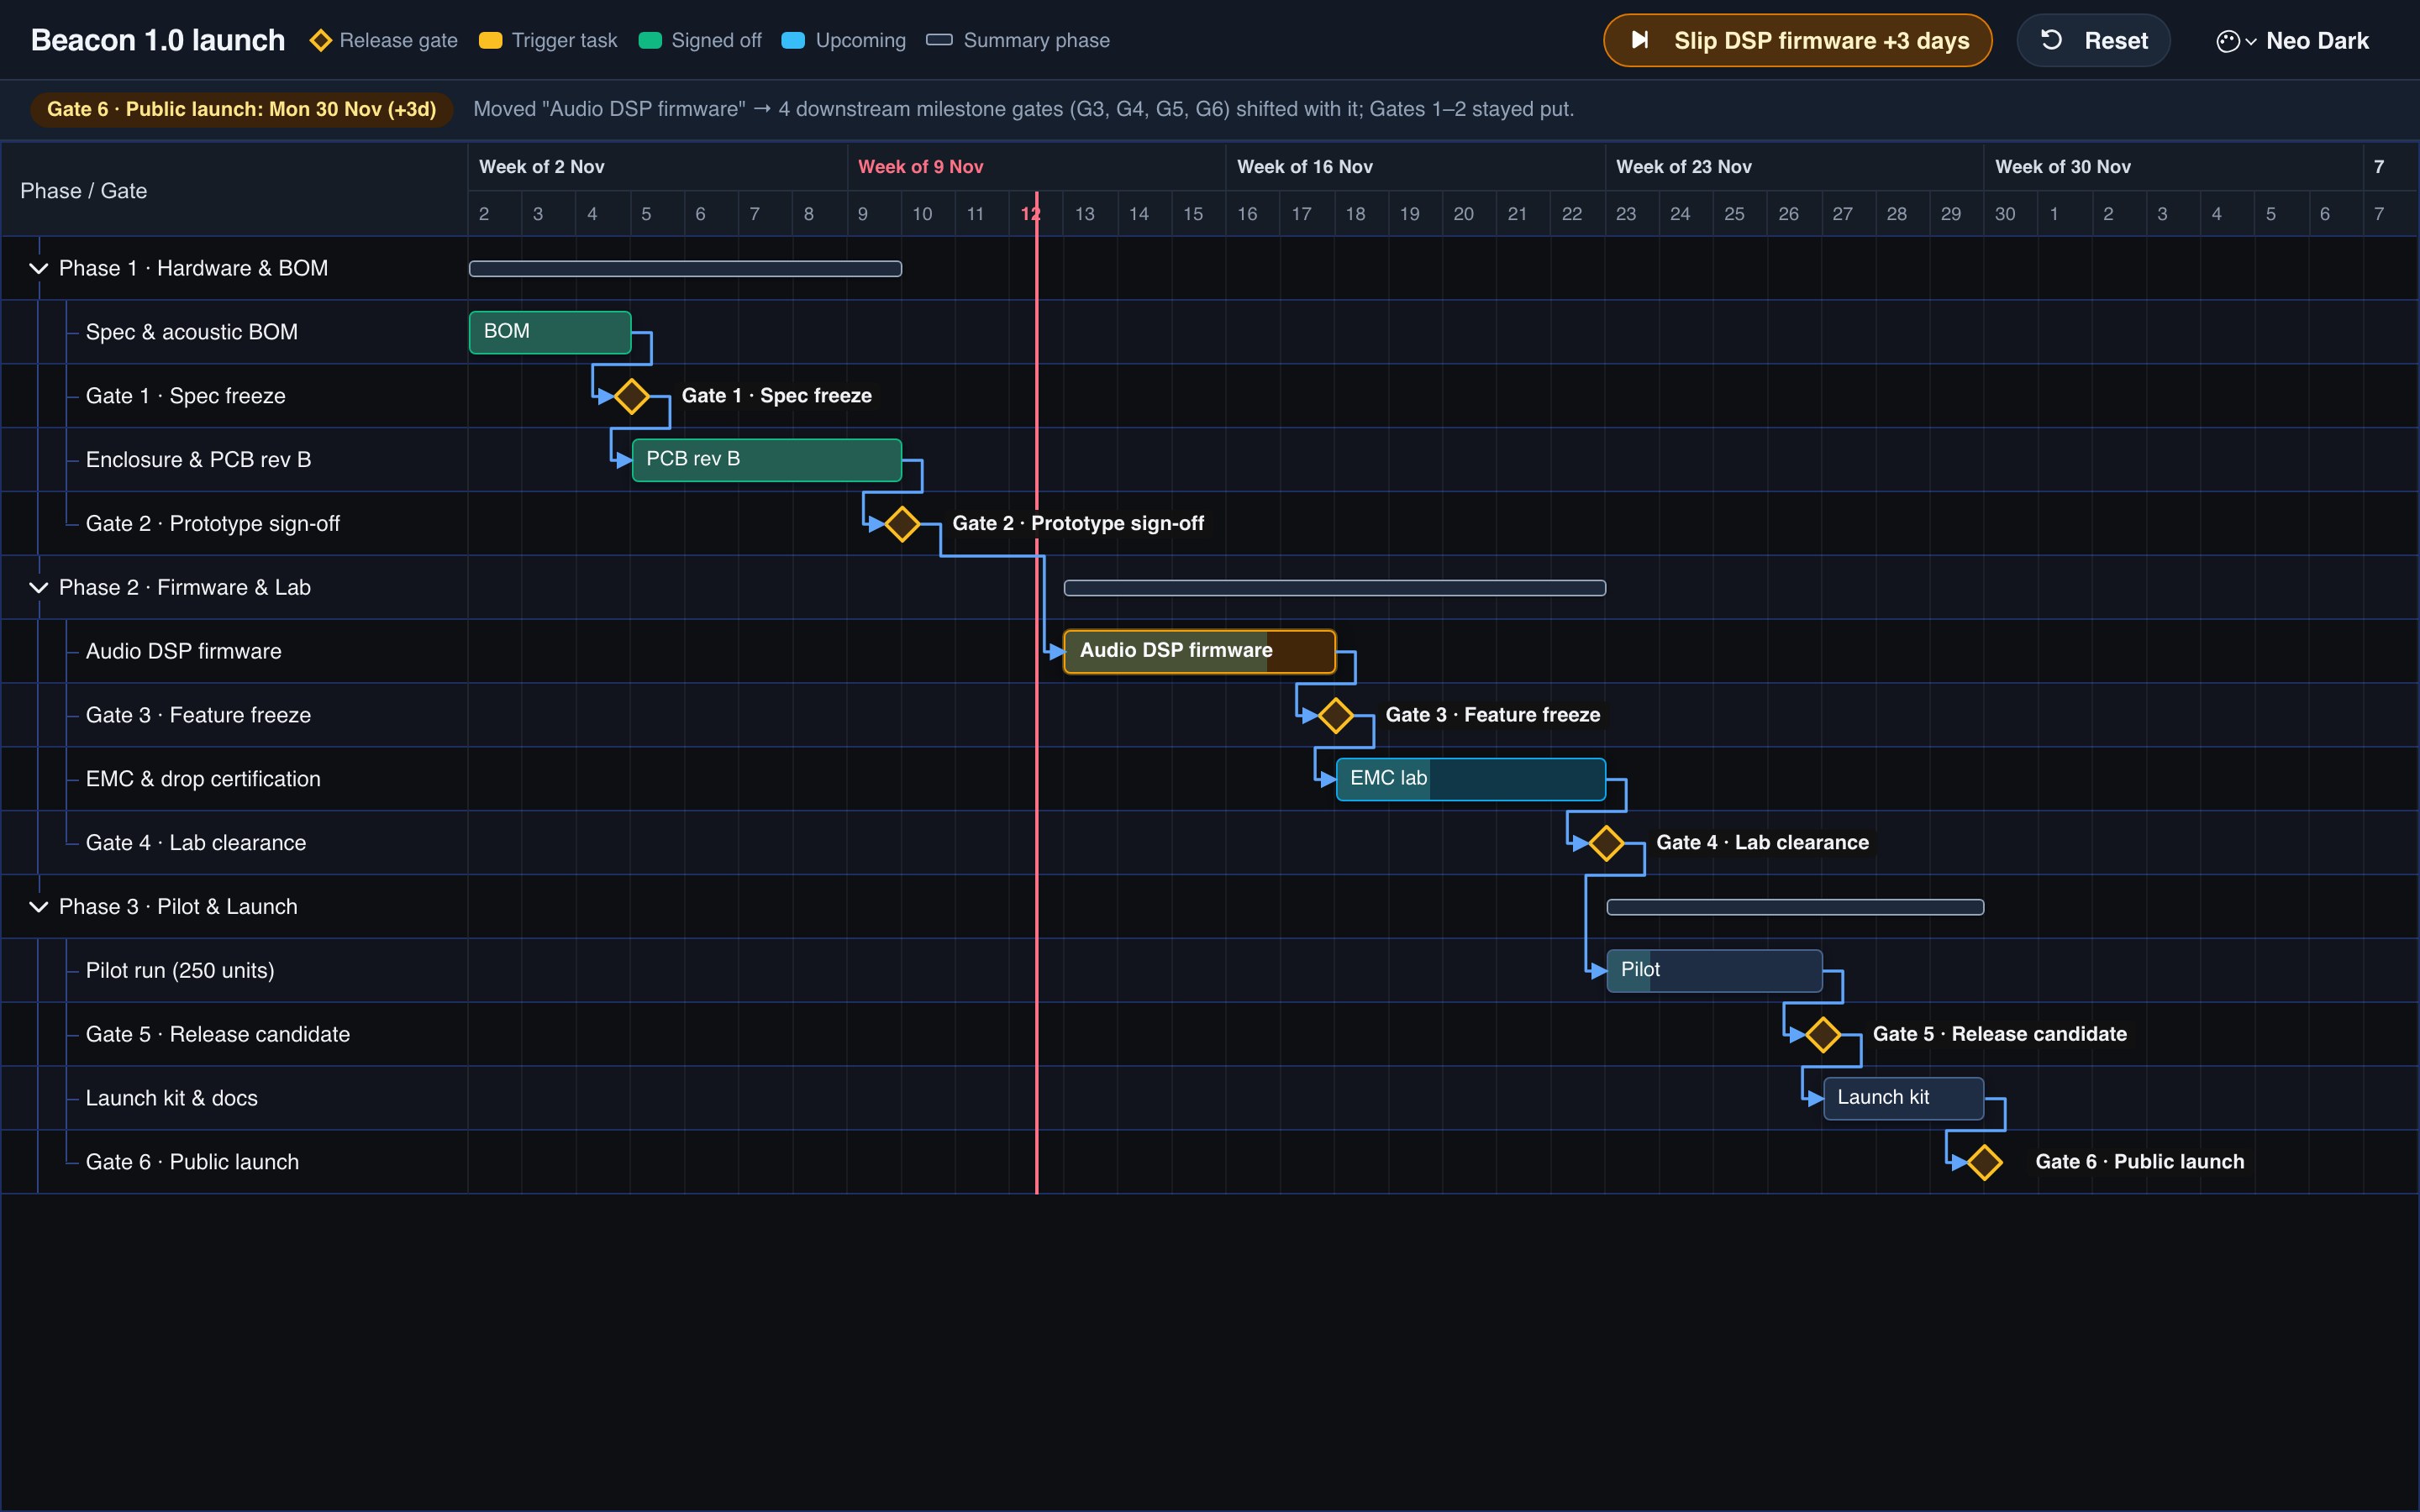 Beacon 1.0 launch
Release gate
Trigger task
Signed off
Upcoming
Summary phase
Slip DSP firmware +3 days
Reset
Neo Dark
Gate 6 · Public launch: Mon 30 Nov (+3d)
Moved "Audio DSP firmware" → 4 downstream milestone gates (G3, G4, G5, G6) shifted with it; Gates 1–2 stayed put.
Phase / Gate
Week of 2 Nov
Week of 9 Nov
Week of 16 Nov
Week of 23 Nov
Week of 30 Nov
7
2 3 4 5 6 7 8 9 10 11 12 13 14 15 16 17 18 19 20 21 22 23 24 25 26 27 28 29 30 1 2 3 4 5 6 7
Phase 1 · Hardware & BOM
Spec & acoustic BOM
BOM
Gate 1 · Spec freeze
Gate 1 · Spec freeze
Enclosure & PCB rev B
PCB rev B
Gate 2 · Prototype sign-off
Gate 2 · Prototype sign-off
Phase 2 · Firmware & Lab
Audio DSP firmware
Audio DSP firmware
Gate 3 · Feature freeze
Gate 3 · Feature freeze
EMC & drop certification
EMC lab
Gate 4 · Lab clearance
Gate 4 · Lab clearance
Phase 3 · Pilot & Launch
Pilot run (250 units)
Pilot
Gate 5 · Release candidate
Gate 5 · Release candidate
Launch kit & docs
Launch kit
Gate 6 · Public launch
Gate 6 · Public launch